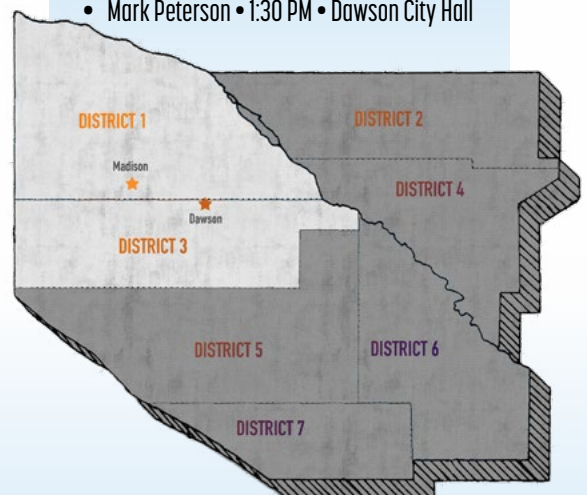 • Mark Peterson • 1:30 PM • Dawson City Hall
DISTRICT 1
DISTRICT 2
Madison
DISTRICT 4
Dawson
DISTRICT 3
DISTRICT 5
DISTRICT 6
DISTRICT 7